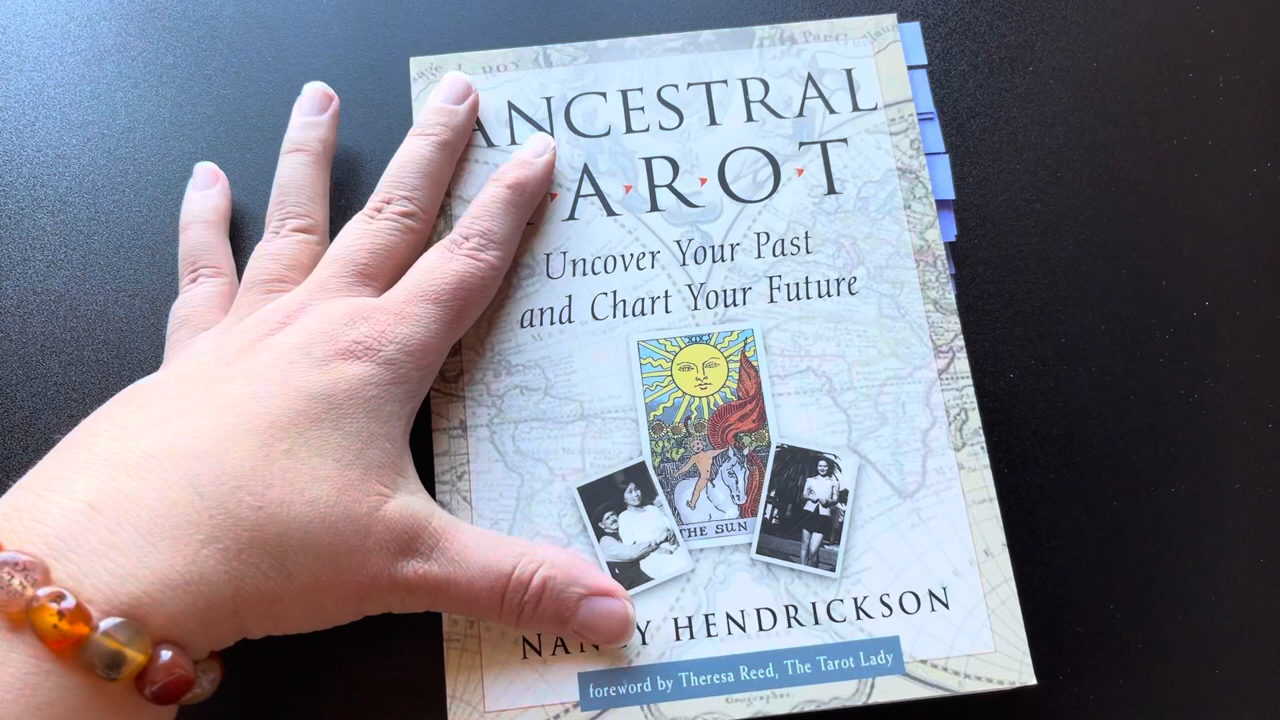 ANCESTRAL
TAROT
Uncover Your Past
and Chart Your Future
XIX
THE SUN
NANCY HENDRICKSON
foreword by Theresa Reed, The Tarot Lady